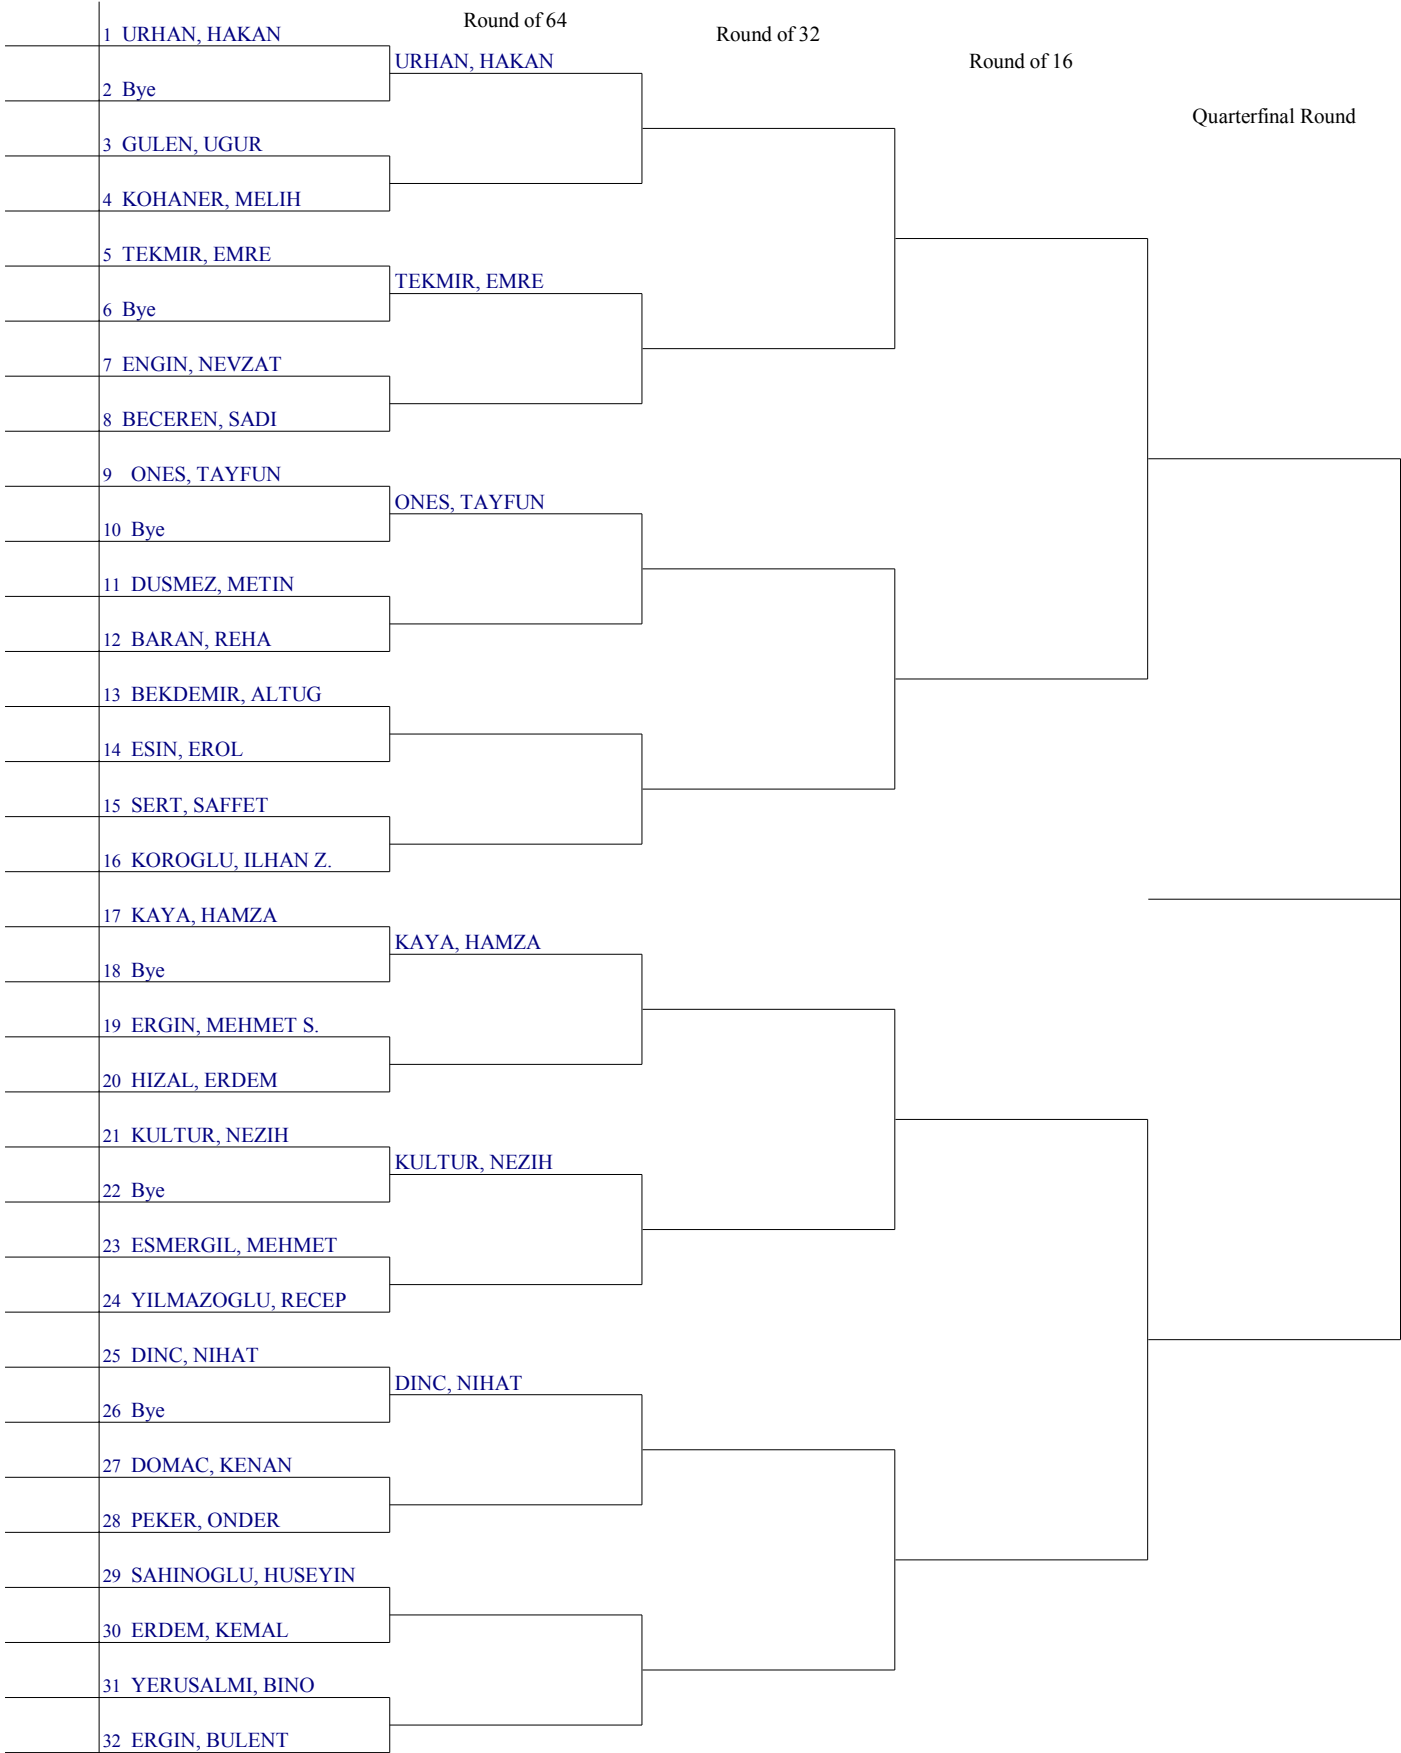 Round of 64
Round of 32
Round of 16
Quarterfinal Round
1 URHAN, HAKAN
URHAN, HAKAN
2 Bye
3 GULEN, UGUR
4 KOHANER, MELIH
5 TEKMIR, EMRE
TEKMIR, EMRE
6 Bye
7 ENGIN, NEVZAT
8 BECEREN, SADI
9 ONES, TAYFUN
ONES, TAYFUN
10 Bye
11 DUSMEZ, METIN
12 BARAN, REHA
13 BEKDEMIR, ALTUG
14 ESIN, EROL
15 SERT, SAFFET
16 KOROGLU, ILHAN Z.
17 KAYA, HAMZA
KAYA, HAMZA
18 Bye
19 ERGIN, MEHMET S.
20 HIZAL, ERDEM
21 KULTUR, NEZIH
KULTUR, NEZIH
22 Bye
23 ESMERGIL, MEHMET
24 YILMAZOGLU, RECEP
25 DINC, NIHAT
DINC, NIHAT
26 Bye
27 DOMAC, KENAN
28 PEKER, ONDER
29 SAHINOGLU, HUSEYIN
30 ERDEM, KEMAL
31 YERUSALMI, BINO
32 ERGIN, BULENT